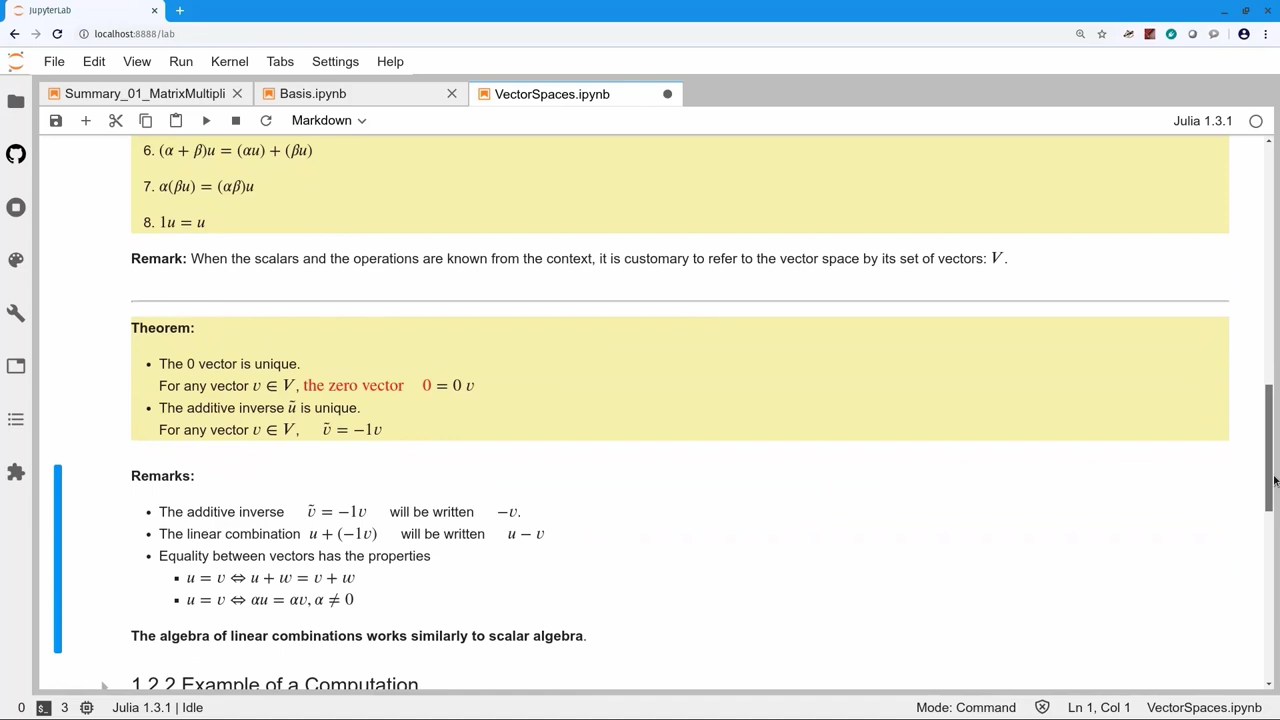 JupyterLab
localhost:8888/lab
File Edit View Run Kernel Tabs Settings Help
Summary_01_MatrixMultipli Basis.ipynb VectorSpaces.ipynb
Markdown Julia 1.3.1
6. (α + β)u = (αu) + (βu)
7. α(βu) = (αβ)u
8. 1u = u
Remark: When the scalars and the operations are known from the context, it is customary to refer to the vector space by its set of vectors: V.
Theorem:
• The 0 vector is unique.
For any vector v ∈ V, the zero vector 0 = 0 v
• The additive inverse ũ is unique.
For any vector v ∈ V, ṽ = −1v
Remarks:
• The additive inverse ṽ = −1v will be written −v.
• The linear combination u + (−1v) will be written u − v
• Equality between vectors has the properties
▪ u = v ⇔ u + w = v + w
▪ u = v ⇔ αu = αv, α ≠ 0
The algebra of linear combinations works similarly to scalar algebra.
1.2.2 Example of a Computation
0 3 Julia 1.3.1 | Idle Mode: Command Ln 1, Col 1 VectorSpaces.ipynb